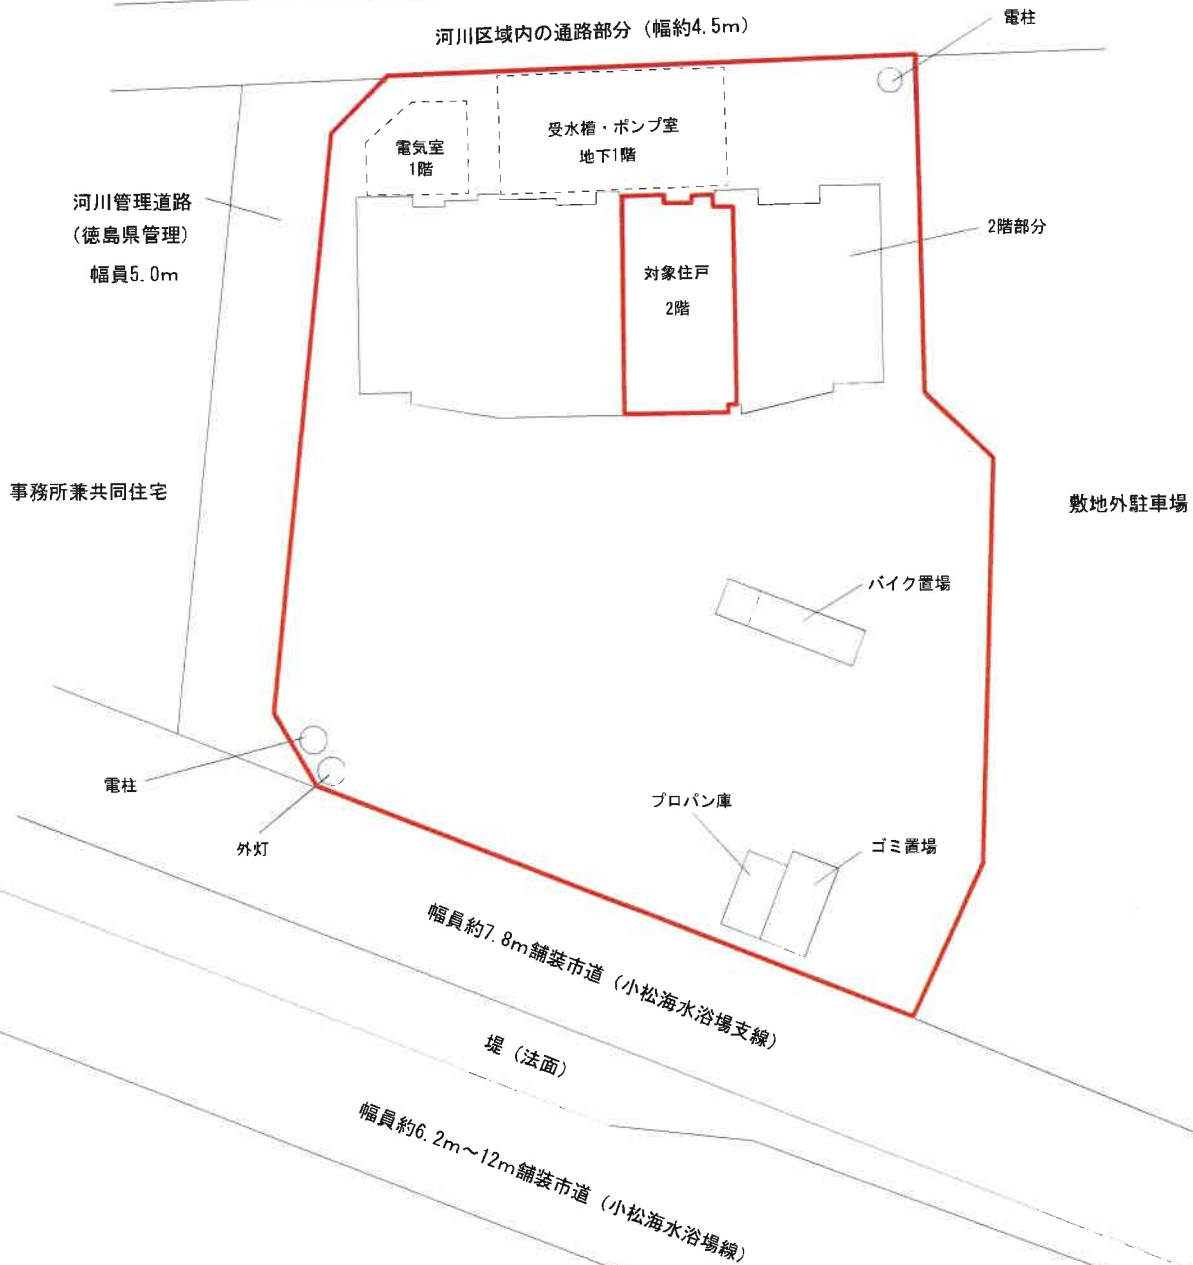 河川区域内の通路部分（幅約4.5m）
電柱
受水槽・ポンプ室
地下1階
電気室
1階
河川管理道路
（徳島県管理）
幅員5.0m
2階部分
対象住戸
2階
事務所兼共同住宅
敷地外駐車場
バイク置場
電柱
外灯
プロパン庫
ゴミ置場
幅員約7.8m舗装市道（小松海水浴場支線）
堤（法面）
幅員約6.2m～12m舗装市道（小松海水浴場線）